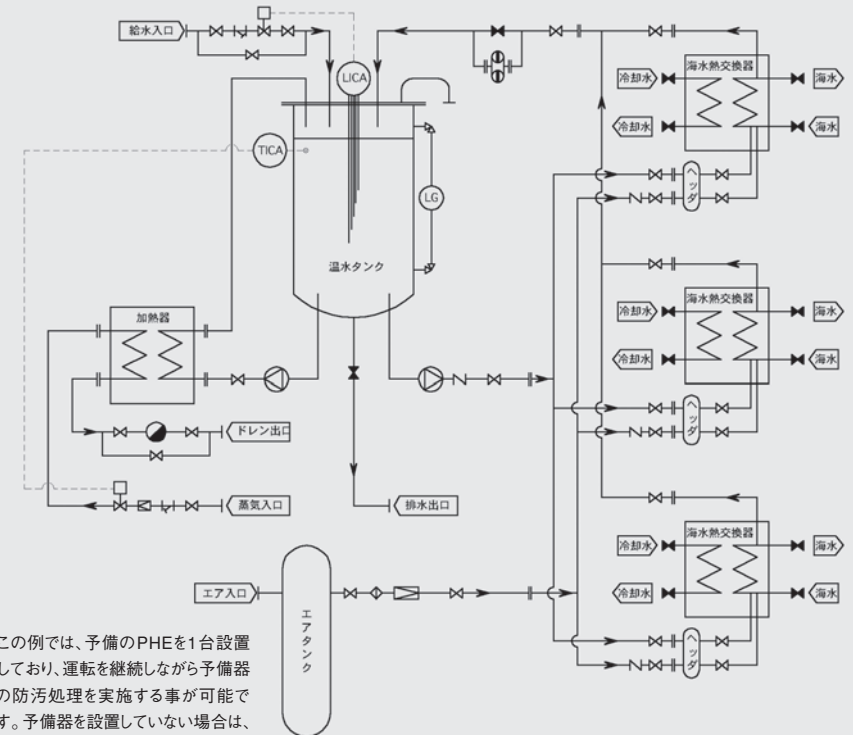 給水入口
LICA
TICA
LG
温水タンク
加熱器
ドレン出口
蒸気入口
排水出口
エア入口
エアタンク
海水熱交換器
冷却水
海水
冷却水
海水
ヘッダ
海水熱交換器
冷却水
海水
冷却水
海水
ヘッダ
海水熱交換器
冷却水
海水
冷却水
海水
ヘッダ
この例では、予備のPHEを1台設置
しており、運転を継続しながら予備器
の防汚処理を実施する事が可能で
す。予備器を設置していない場合は、